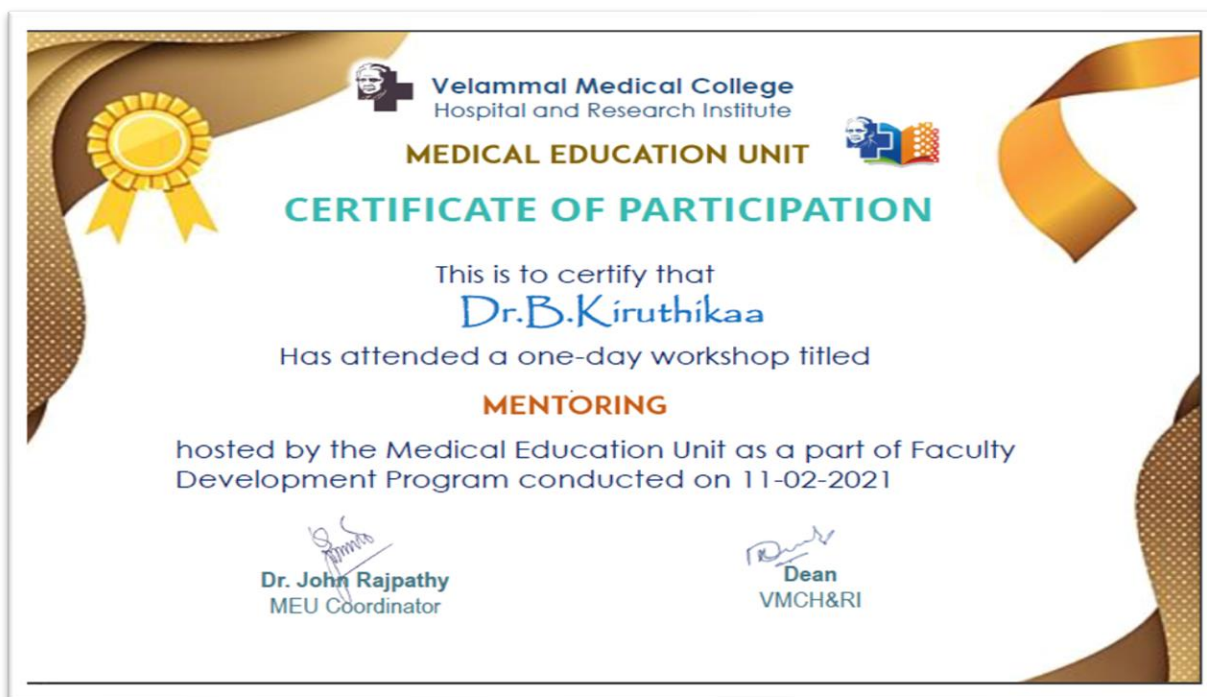 Velammal Medical College
Hospital and Research Institute
MEDICAL EDUCATION UNIT
CERTIFICATE OF PARTICIPATION
This is to certify that
Dr.B.Kiruthikaa
Has attended a one-day workshop titled
MENTORING
hosted by the Medical Education Unit as a part of Faculty
Development Program conducted on 11-02-2021
Dr. John Rajpathy
MEU Coordinator
Dean
VMCH&RI